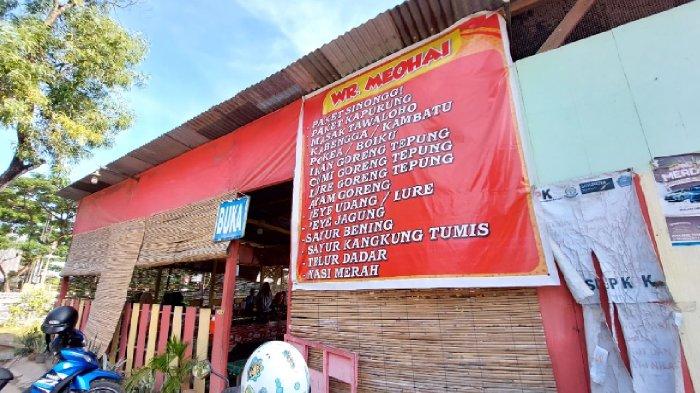 WR. MEOHAI
- PAKET SINONGGI
- PAKET KAPURUNG
- MASAK TAWALOHO
- KABENGGA / KAMBATU
- POKEA / BOIKU
- IKAN GORENG TEPUNG
- CUMI GORENG TEPUNG
- LURE GORENG TEPUNG
- AYAM GORENG
- PEYE UDANG / LURE
- PEYE JAGUNG
- SAYUR BENING
- SAYUR KANGKUNG TUMIS
- TELUR DADAR
- NASI MERAH
BUKA